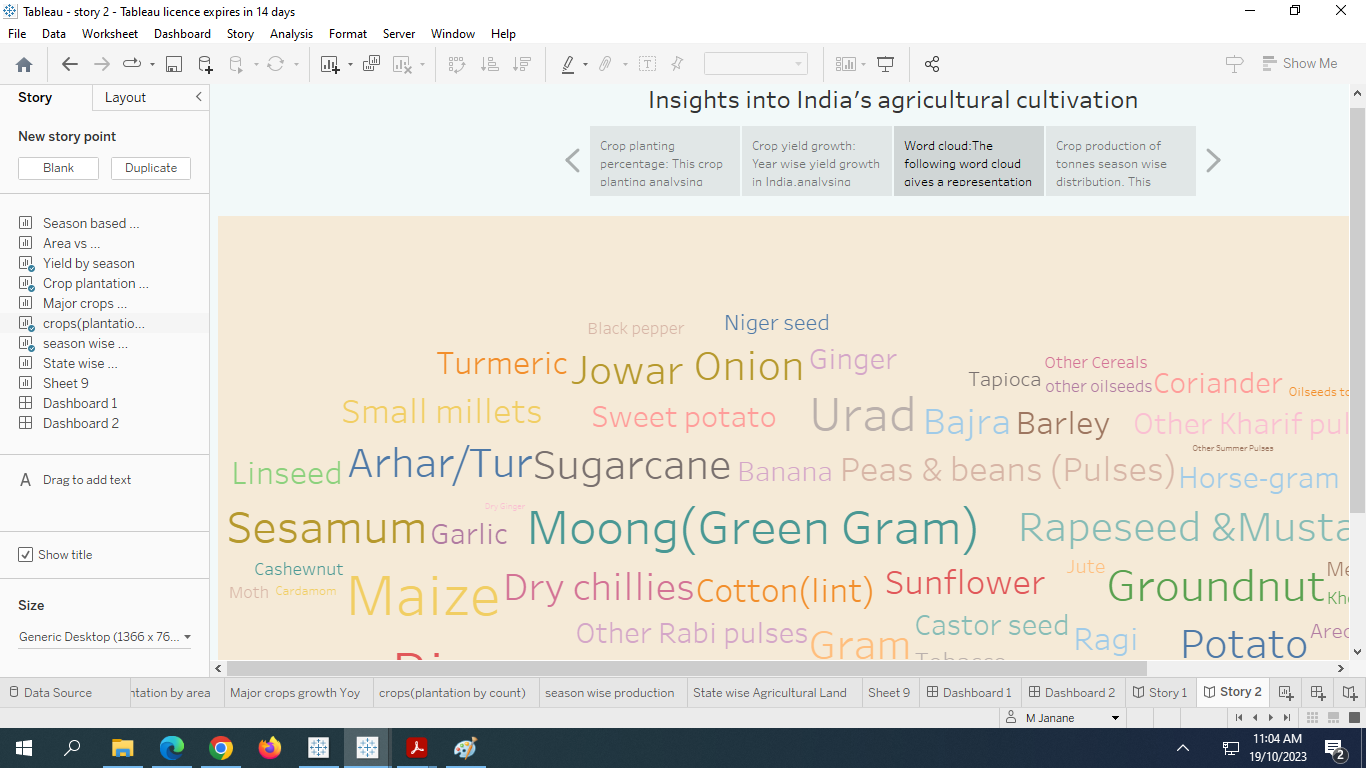 Tableau - story 2 - Tableau licence expires in 14 days
File Data Worksheet Dashboard Story Analysis Format Server Window Help
Show Me
Story Layout
New story point
Blank Duplicate
Season based ...
Area vs ...
Yield by season
Crop plantation ...
Major crops ...
crops(plantatio...
season wise ...
State wise ...
Sheet 9
Dashboard 1
Dashboard 2
A Drag to add text
Show title
Size
Generic Desktop (1366 x 76...
Insights into India's agricultural cultivation
Crop planting
percentage: This crop
planting analysing
Crop yield growth:
Year wise yield growth
in India,analysing
Word cloud:The
following word cloud
gives a representation
Crop production of
tonnes season wise
distribution. This
Black pepper Niger seed
Turmeric Jowar Onion Ginger Other Cereals
Tapioca other oilseeds Coriander Oilseeds to
Small millets Sweet potato Urad Bajra Barley Other Kharif pul
Other Summer Pulses
Linseed Arhar/Tur Sugarcane Banana Peas & beans (Pulses) Horse-gram
Dry Ginger
Sesamum Garlic Moong(Green Gram) Rapeseed &Musta
Cashewnut Jute Me
Moth Cardamom Maize Dry chillies Cotton(lint) Sunflower Groundnut Kh
Other Rabi pulses Gram Castor seed Ragi Potato Arec
Tobacco
Data Source ntation by area Major crops growth Yoy crops(plantation by count) season wise production State wise Agricultural Land Sheet 9 Dashboard 1 Dashboard 2 Story 1 Story 2
M Janane
11:04 AM
19/10/2023
2